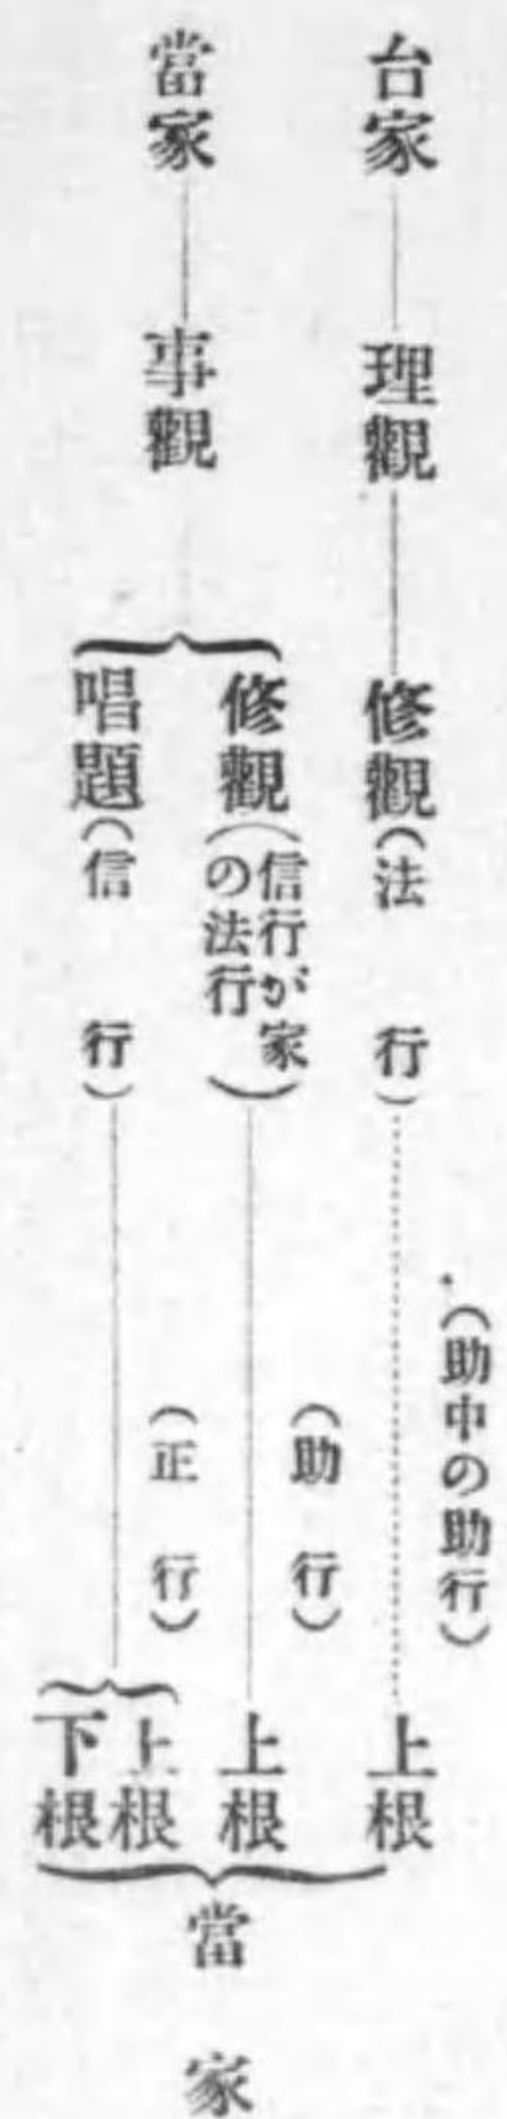 台家
理觀
修觀(法行)
(助中の助行)
上根
當家
事觀
修觀(信行が家の法行)
(助行)
上根
唱題(信行)
(正行)
上根
下根
當家